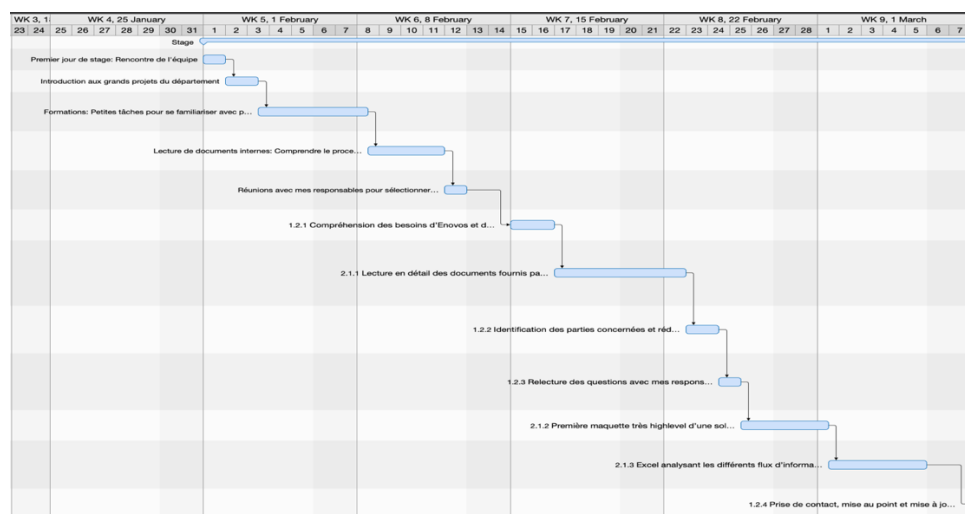 WK 3, 1 WK 4, 25 January WK 5, 1 February WK 6, 8 February WK 7, 15 February WK 8, 22 February WK 9, 1 March
23 24 25 26 27 28 29 30 31 1 2 3 4 5 6 7 8 9 10 11 12 13 14 15 16 17 18 19 20 21 22 23 24 25 26 27 28 1 2 3 4 5 6 7
Stage
Premier jour de stage: Rencontre de l'équipe
Introduction aux grands projets du département
Formations: Petites tâches pour se familiariser avec p…
Lecture de documents internes: Comprendre le proce…
Réunions avec mes responsables pour sélectionner…
1.2.1 Compréhension des besoins d'Enovos et d…
2.1.1 Lecture en détail des documents fournis pa…
1.2.2 Identification des parties concernées et réd…
1.2.3 Relecture des questions avec mes respons…
2.1.2 Première maquette très highlevel d'une sol…
2.1.3 Excel analysant les différents flux d'informa…
1.2.4 Prise de contact, mise au point et mise à jo…